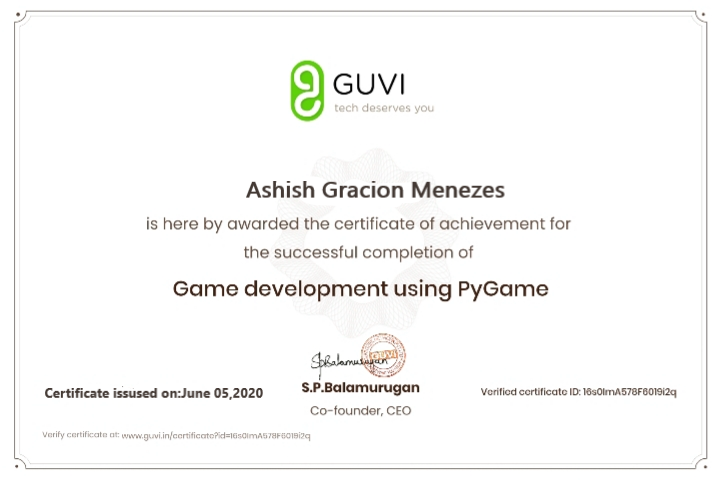 GUVI
tech deserves you
Ashish Gracion Menezes
is here by awarded the certificate of achievement for
the successful completion of
Game development using PyGame
SpBalamurugan
GUVI
S.P.Balamurugan
Co-founder, CEO
Certificate issused on:June 05,2020
Verified certificate ID: 16s0ImA578F6019i2q
Verify certificate at: www.guvi.in/certificate?id=16s0ImA578F6019i2q